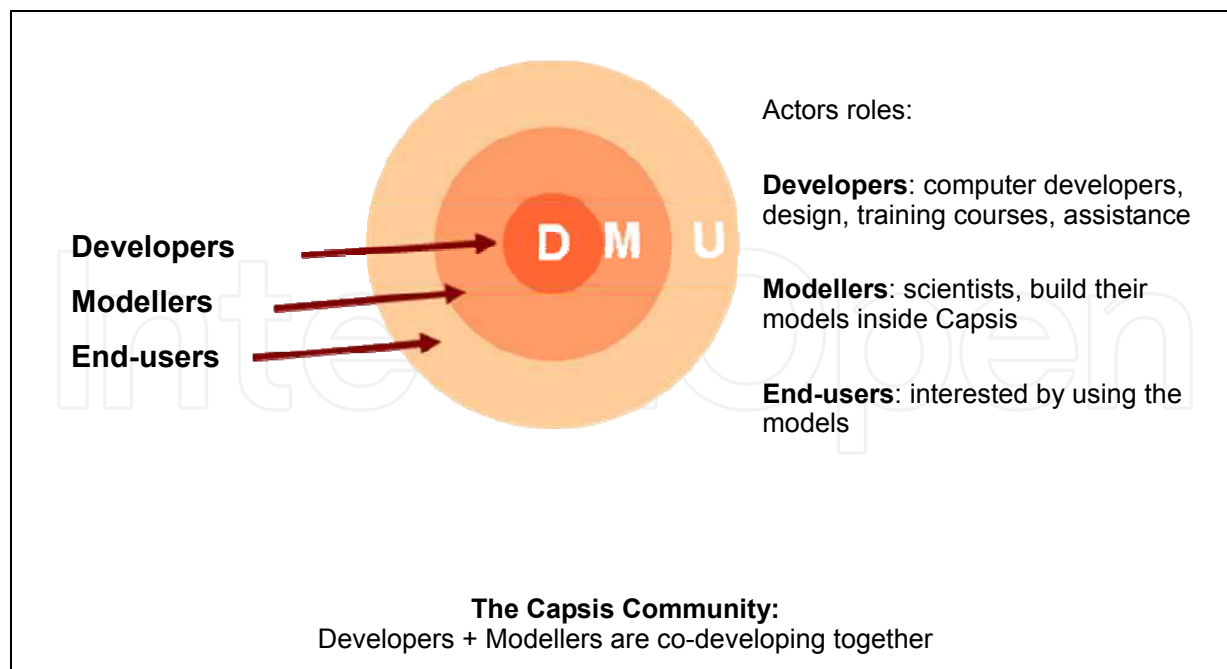 Actors roles:
Developers: computer developers,
design, training courses, assistance
Modellers: scientists, build their
models inside Capsis
End-users: interested by using the
models
Developers
Modellers
End-users
D M U
InTechOpen
The Capsis Community:
Developers + Modellers are co-developing together